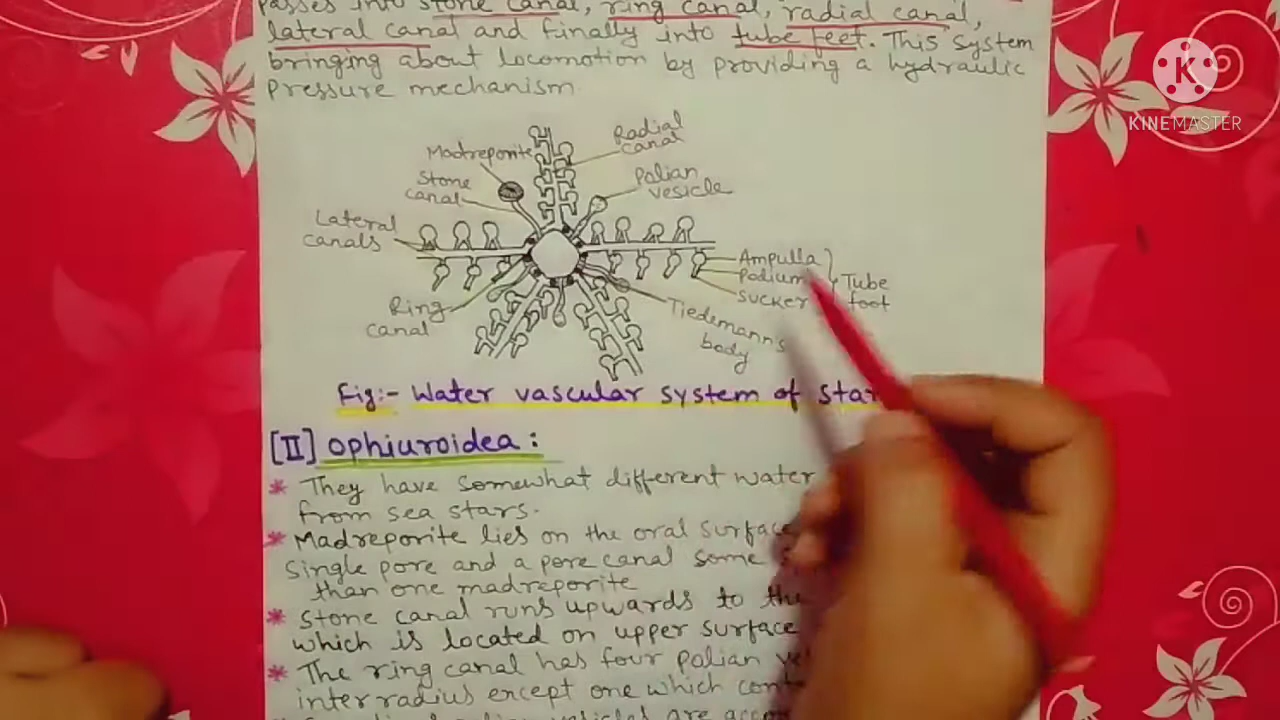 passes into stone canal, ring canal, radial canal,
lateral canal and finally into tube feet. This system
bringing about locomotion by providing a hydraulic
pressure mechanism.
K
KINEMASTER
Radial
canal
Madreporite
Stone
canal
Polian
vesicle
Lateral
canals
Ampulla
Podium
Sucker
Tube
foot
Ring
canal
Tiedemann's
body
Fig:- Water vascular system of star
[II] Ophiuroidea :
* They have somewhat different water
from sea stars.
* Madreporite lies on the oral surface
single pore and a pore canal some
than one madreporite
* Stone canal runs upwards to the
which is located on upper surface
* The ring canal has four polian
interradius except one which